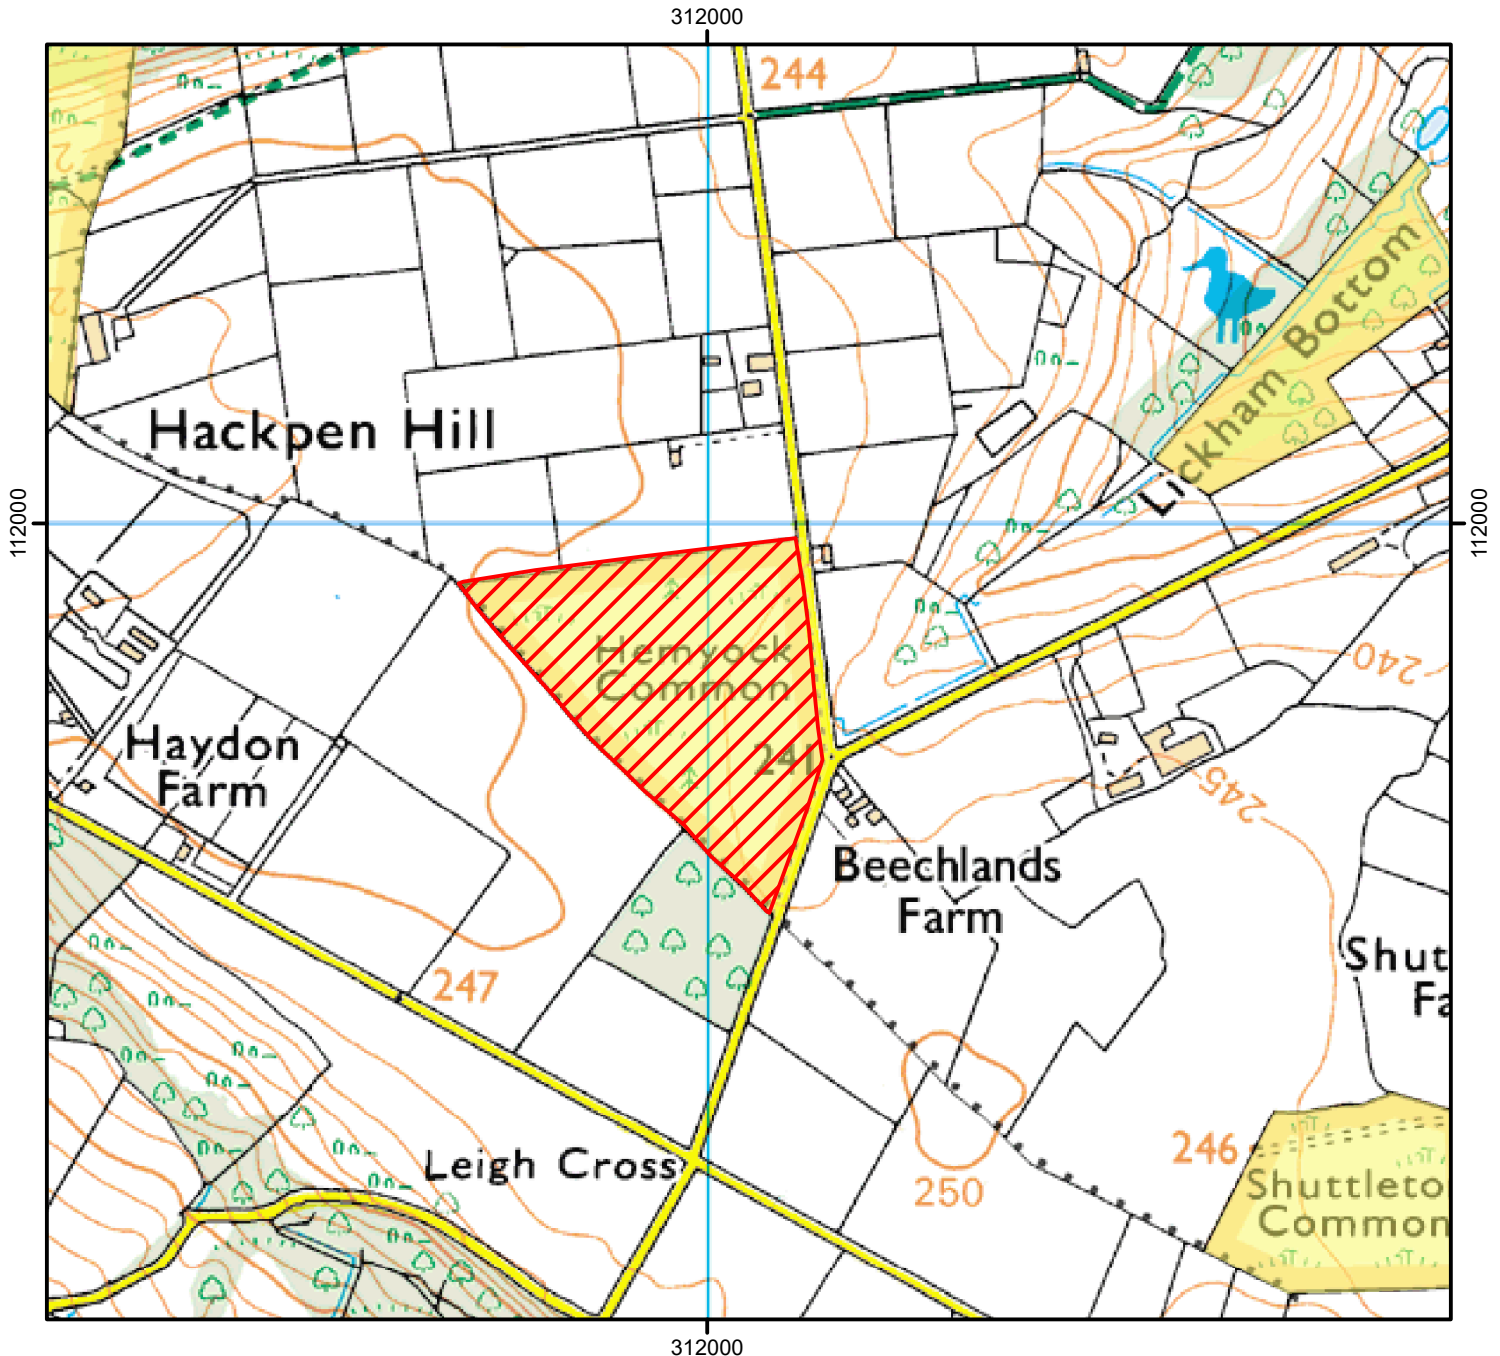 312000
244
Hackpen Hill
ckham Bottom
112000
112000
Hemyock
Common
240
241
Haydon
Farm
245
Beechlands
Farm
247
Shut
Fa
246
250
Leigh Cross
Shuttleto
Common
312000